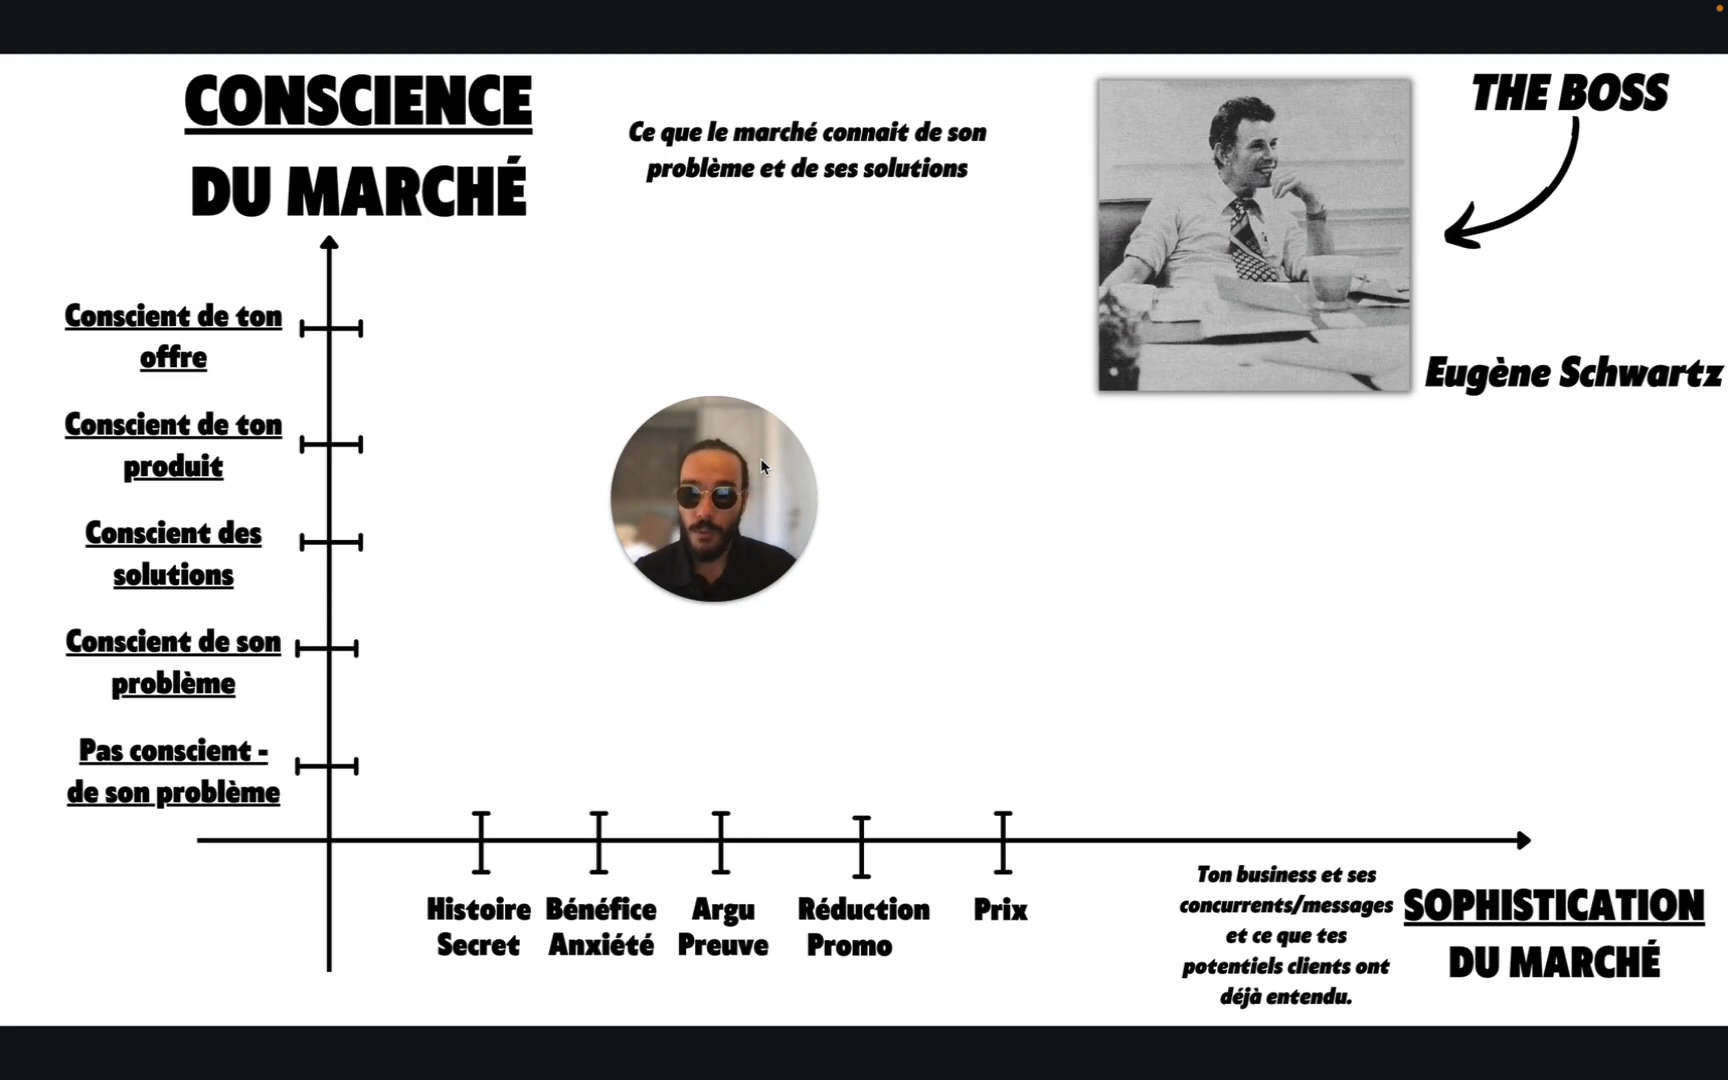 CONSCIENCE
DU MARCHÉ
Ce que le marché connait de son
problème et de ses solutions
THE BOSS
Eugène Schwartz
Conscient de ton
offre
Conscient de ton
produit
Conscient des
solutions
Conscient de son
problème
Pas conscient -
de son problème
Histoire
Secret
Bénéfice
Anxiété
Argu
Preuve
Réduction
Promo
Prix
Ton business et ses
concurrents/messages
et ce que tes
potentiels clients ont
déjà entendu.
SOPHISTICATION
DU MARCHÉ